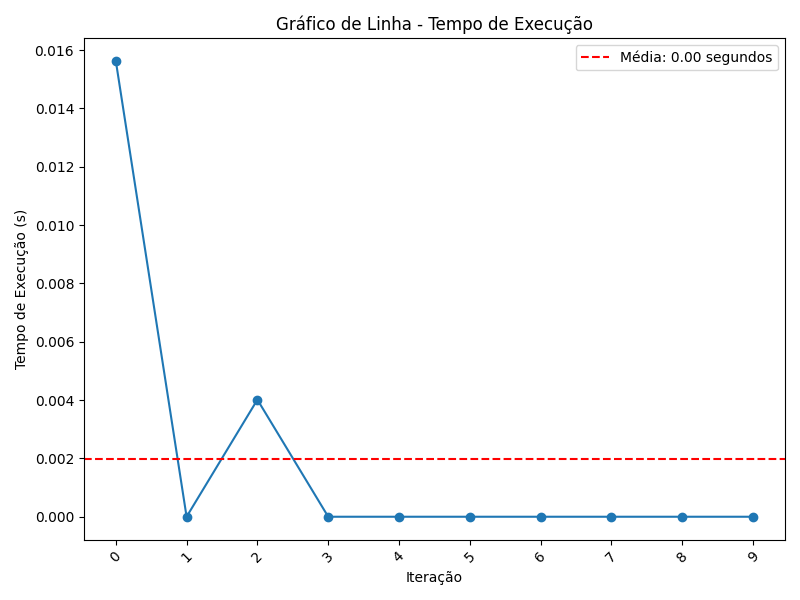 Gráfico de Linha - Tempo de Execução
Média: 0.00 segundos
Tempo de Execução (s)
0.016
0.014
0.012
0.010
0.008
0.006
0.004
0.002
0.000
0 1 2 3 4 5 6 7 8 9
Iteração